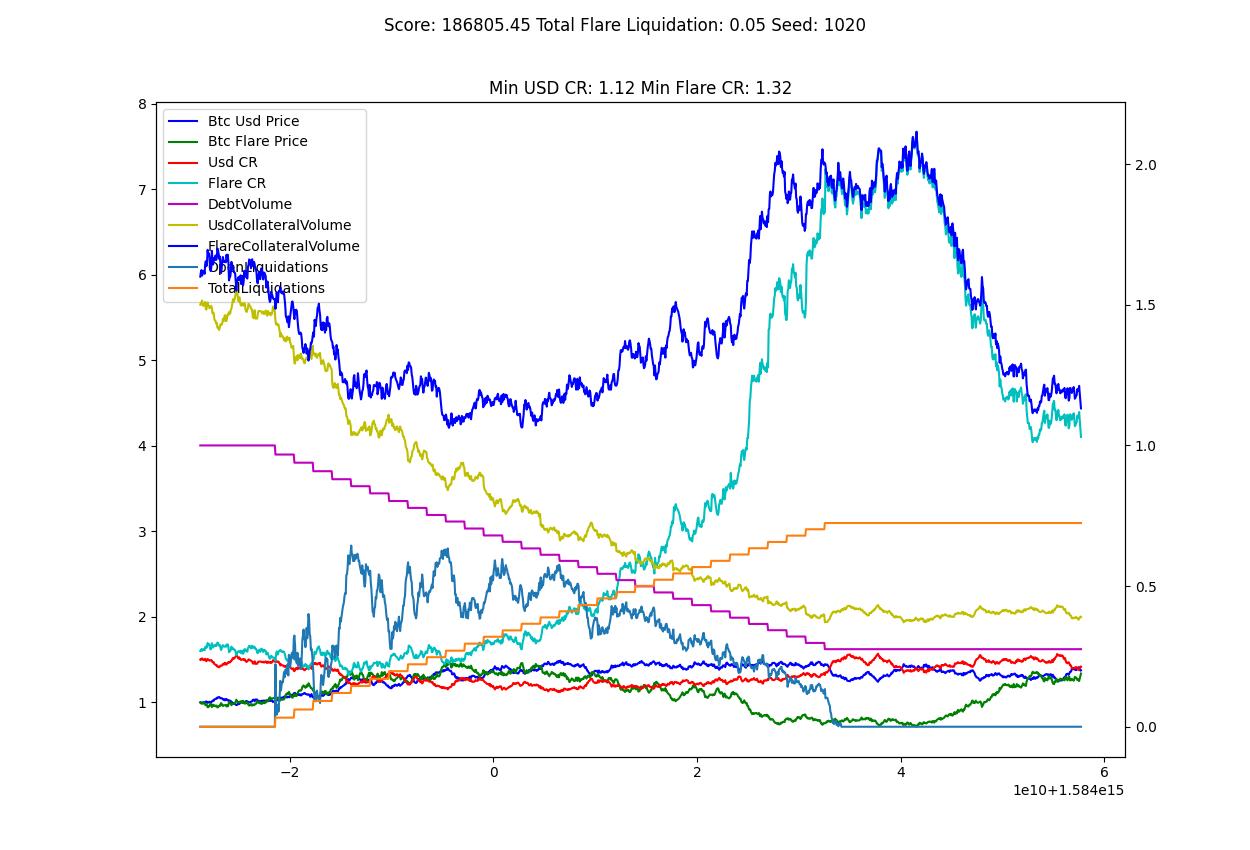 Score: 186805.45 Total Flare Liquidation: 0.05 Seed: 1020
Min USD CR: 1.12 Min Flare CR: 1.32
Btc Usd Price
Btc Flare Price
Usd CR
Flare CR
DebtVolume
UsdCollateralVolume
FlareCollateralVolume
OpenLiquidations
TotalLiquidations
8
7
6
5
4
3
2
1
2.0
1.5
1.0
0.5
0.0
−2
0
2
4
6
1e10+1.584e15